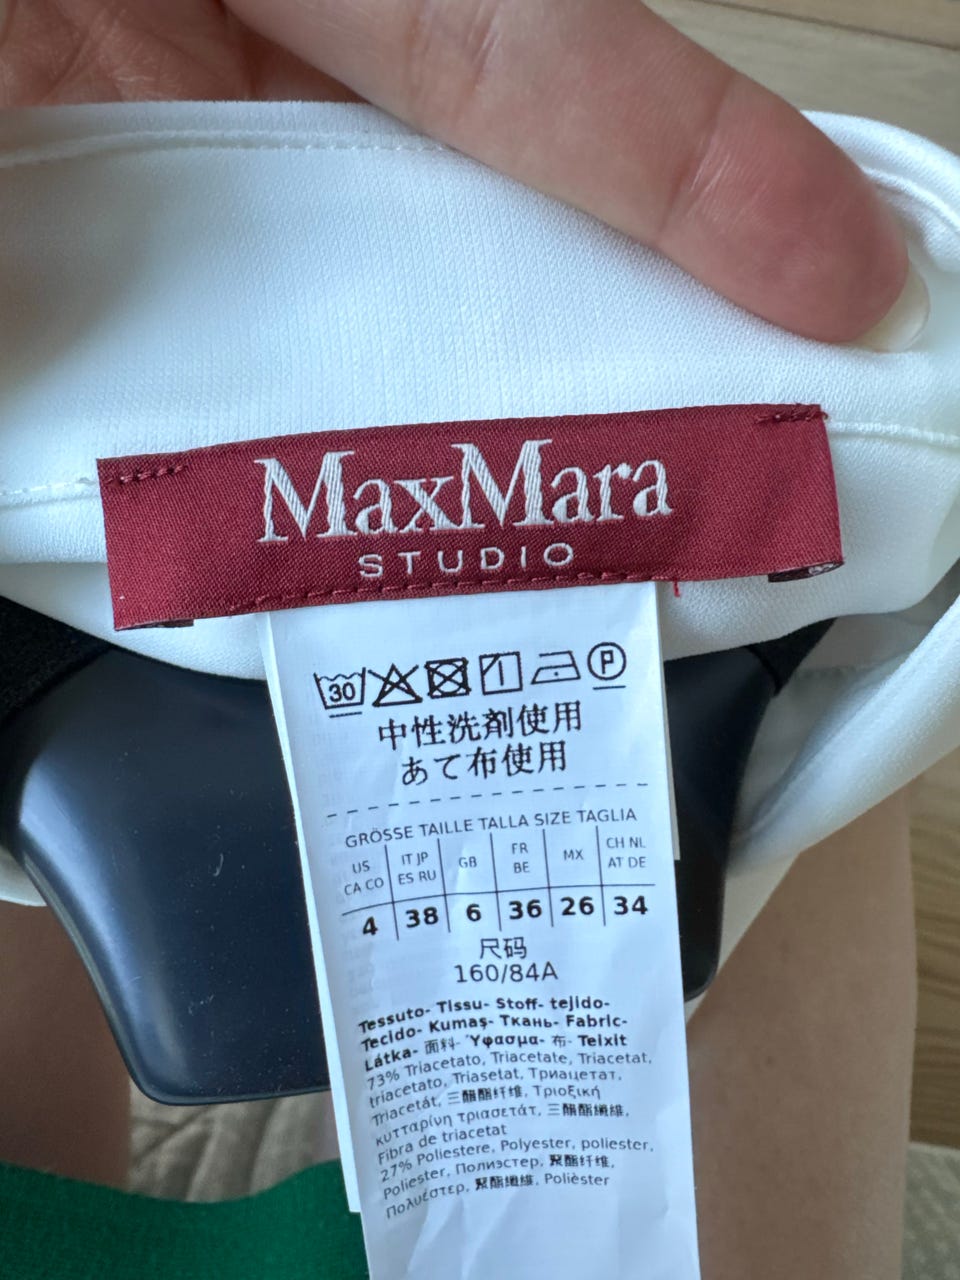 MaxMara
STUDIO
30 P
中性洗剤使用
あて布使用
GRÖSSE TAILLE TALLA SIZE TAGLIA
US CA CO IT JP ES RU GB FR BE MX CH NL AT DE
4 38 6 36 26 34
尺码
160/84A
Tessuto- Tissu- Stoff- tejido-
Tecido- Kumaş- Ткань- Fabric-
Látka- 面料- Ύφασμα- 布- Teixit
73% Triacetato, Triacetate, Triacetat,
triacetato, Triasetat, Триацетат,
Triacetát, 三醋酯纤维, Τριοξική
κυτταρίνη τριασετάτ, 三醋酯纖維,
Fibra de triacetat
27% Poliestere, Polyester, poliester,
Poliester, Полиэстер, 聚酯纤维,
Πολυέστερ, 聚酯纖維, Polièster